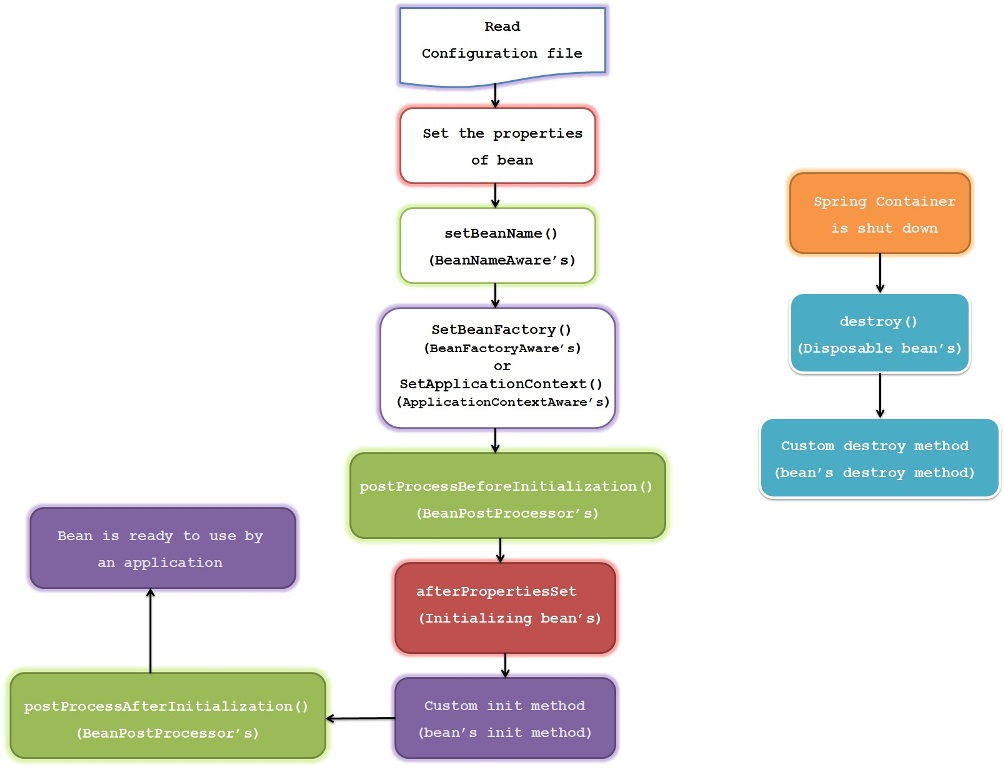 Read
Configuration file
Set the properties
of bean
setBeanName()
(BeanNameAware’s)
SetBeanFactory()
(BeanFactoryAware’s)
or
SetApplicationContext()
(ApplicationContextAware’s)
postProcessBeforeInitialization()
(BeanPostProcessor’s)
afterPropertiesSet
(Initializing bean’s)
Custom init method
(bean’s init method)
postProcessAfterInitialization()
(BeanPostProcessor’s)
Bean is ready to use by
an application
Spring Container
is shut down
destroy()
(Disposable bean’s)
Custom destroy method
(bean’s destroy method)